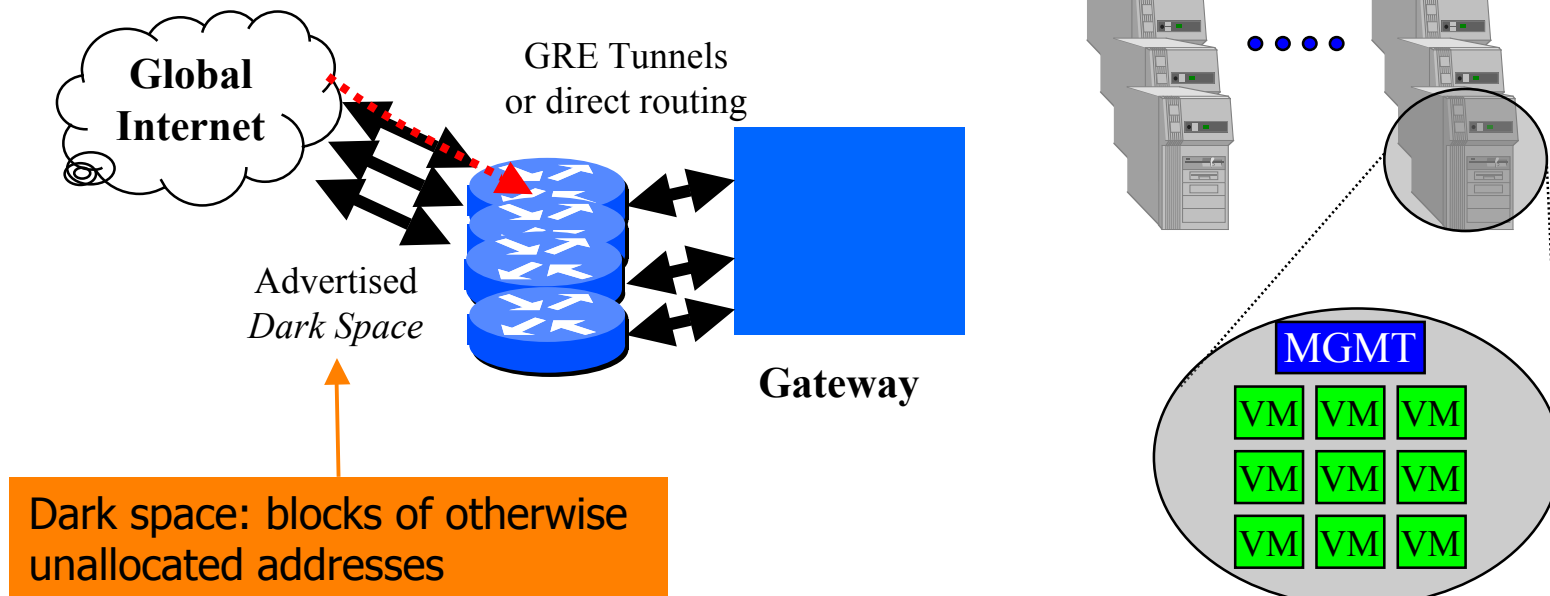 Global
Internet
GRE Tunnels
or direct routing
Advertised
Dark Space
Gateway
Dark space: blocks of otherwise
unallocated addresses
MGMT
VM VM VM
VM VM VM
VM VM VM